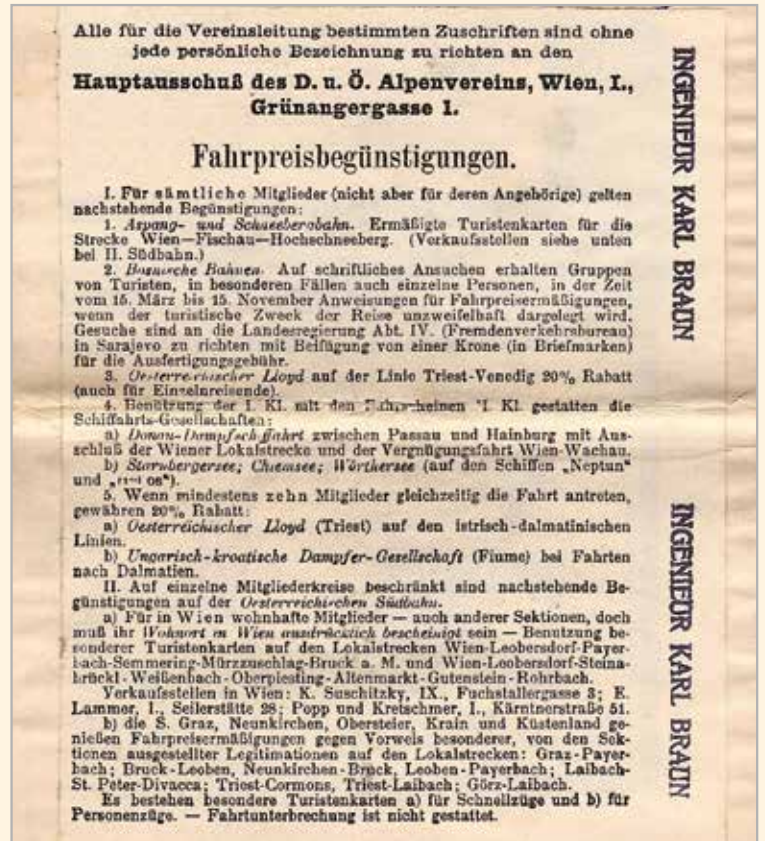 Alle für die Vereinsleitung bestimmten Zuschriften sind ohne
jede persönliche Bezeichnung zu richten an den
Hauptausschuß des D. u. Ö. Alpenvereins, Wien, I.,
Grünangergasse 1.
Fahrpreisbegünstigungen.
I. Für sämtliche Mitglieder (nicht aber für deren Angehörige) gelten
nachstehende Begünstigungen:
1. Aspang- und Schneebergbahn. Ermäßigte Turistenkarten für die
Strecke Wien—Fischau—Hochschneeberg. (Verkaufsstellen siehe unten
bei II. Südbahn.)
2. Bosnische Bahnen. Auf schriftliches Ansuchen erhalten Gruppen
von Turisten, in besonderen Fällen auch einzelne Personen, in der Zeit
vom 15. März bis 15. November Anweisungen für Fahrpreisermäßigungen,
wenn der turistische Zweck der Reise unzweifelhaft dargelegt wird.
Gesuche sind an die Landesregierung Abt. IV. (Fremdenverkehrsbureau)
in Sarajevo zu richten mit Beifügung von einer Krone (in Briefmarken)
für die Ausfertigungsgebühr.
3. Oesterreichischer Lloyd auf der Linie Triest-Venedig 20% Rabatt
(auch für Einzelnreisende).
4. Benützung der I. Kl. mit den Fahrscheinen II. Kl. gestatten die
Schiffahrts-Gesellschaften:
a) Donau-Dampfschiffahrt zwischen Passau und Hainburg mit Aus-
schluß der Wiener Lokalstrecke und der Vergnügungsfahrt Wien-Wachau.
b) Starnbergersee; Chiemsee; Wörthersee (auf den Schiffen „Neptun"
und
5. Wenn mindestens zehn Mitglieder gleichzeitig die Fahrt antreten,
gewähren 20% Rabatt:
a) Oesterreichischer Lloyd (Triest) auf den istrisch-dalmatinischen
Linien.
b) Ungarisch-kroatische Dampfer-Gesellschaft (Fiume) bei Fahrten
nach Dalmatien.
II. Auf einzelne Mitgliederkreise beschränkt sind nachstehende Be-
günstigungen auf der Oesterreichischen Südbahn.
a) Für in Wien wohnhafte Mitglieder — auch anderer Sektionen, doch
muß ihr Wohnort in Wien ausdrücklich bescheinigt sein — Benutzung be-
sonderer Turistenkarten auf den Lokalstrecken Wien-Leobersdorf-Payer-
bach-Semmering-Mürzzuschlag-Bruck a. M. und Wien-Leobersdorf-Steina-
brückl-Weißenbach-Oberpiesting-Altenmarkt-Gutenstein-Rohrbach.
Verkaufsstellen in Wien: K. Suschitzky, IX., Fuchstallergasse 3; E.
Lammer, I., Seilerstätte 28; Popp und Kretschmer, I., Kärntnerstraße 51.
b) die S. Graz, Neunkirchen, Obersteier, Krain und Küstenland ge-
nießen Fahrpreisermäßigungen gegen Vorweis besonderer, von den Sek-
tionen ausgestellter Legitimationen auf den Lokalstrecken: Graz-Payer-
bach; Bruck-Leoben, Neunkirchen-Bruck, Leoben-Payerbach; Laibach-
St. Peter-Divacca; Triest-Cormons, Triest-Laibach; Görz-Laibach.
Es bestehen besondere Turistenkarten a) für Schnellzüge und b) für
Personenzüge. — Fahrtunterbrechung ist nicht gestattet.
INGENIEUR KARL BRAUN
INGENIEUR KARL BRAUN